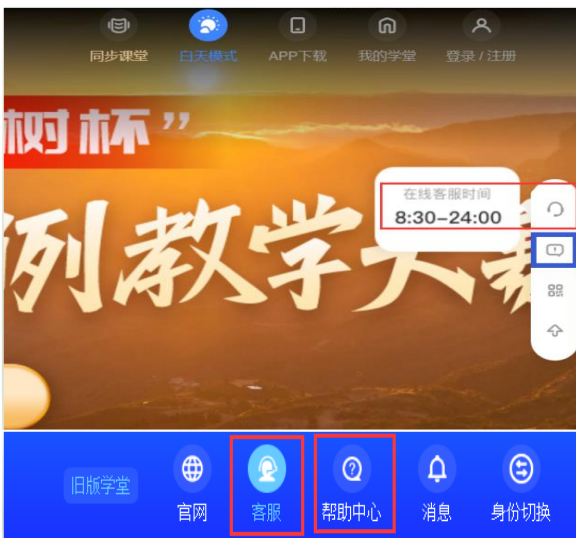 同步课堂 白天模式 APP下载 我的学堂 登录 / 注册
树杯”
例教学大赛
在线客服时间
8:30–24:00
旧版学堂 官网 客服 帮助中心 消息 身份切换